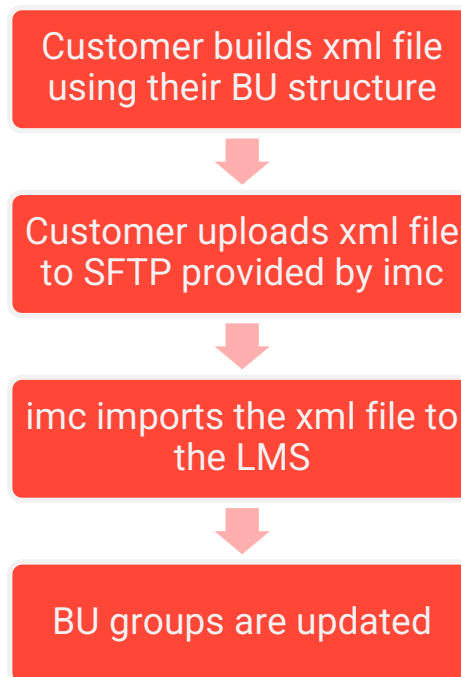 Customer builds xml file
using their BU structure
Customer uploads xml file
to SFTP provided by imc
imc imports the xml file to
the LMS
BU groups are updated